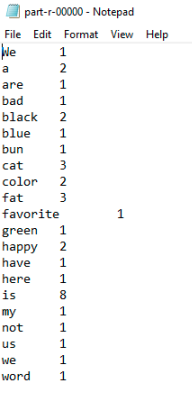 part-r-00000 - Notepad
File Edit Format View Help
We 1
a 2
are 1
bad 1
black 2
blue 1
bun 1
cat 3
color 2
fat 3
favorite 1
green 1
happy 2
have 1
here 1
is 8
my 1
not 1
us 1
we 1
word 1